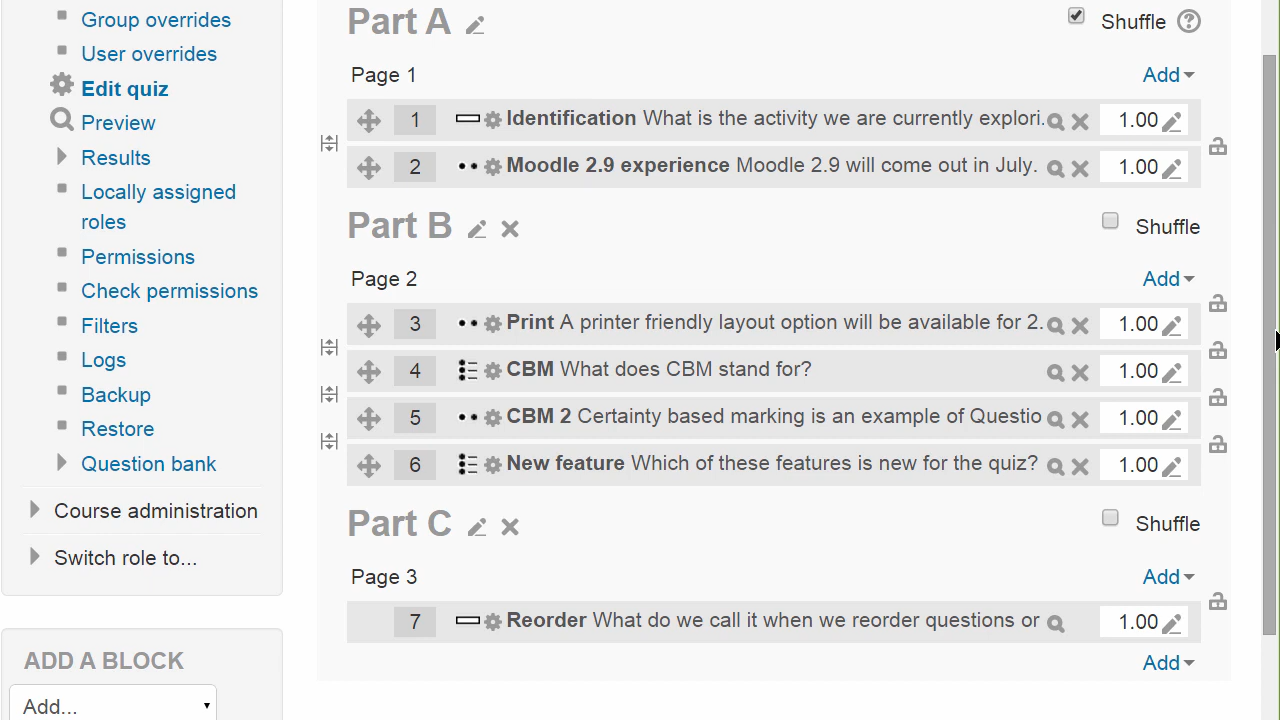 Group overrides
User overrides
Edit quiz
Preview
Results
Locally assigned
roles
Permissions
Check permissions
Filters
Logs
Backup
Restore
Question bank
Course administration
Switch role to...
ADD A BLOCK
Add...
Part A
Shuffle ?
Page 1
Add
1 Identification What is the activity we are currently explori. 1.00
2 Moodle 2.9 experience Moodle 2.9 will come out in July. 1.00
Part B
Shuffle
Page 2
Add
3 Print A printer friendly layout option will be available for 2. 1.00
4 CBM What does CBM stand for? 1.00
5 CBM 2 Certainty based marking is an example of Questio 1.00
6 New feature Which of these features is new for the quiz? 1.00
Part C
Shuffle
Page 3
Add
7 Reorder What do we call it when we reorder questions or 1.00
Add